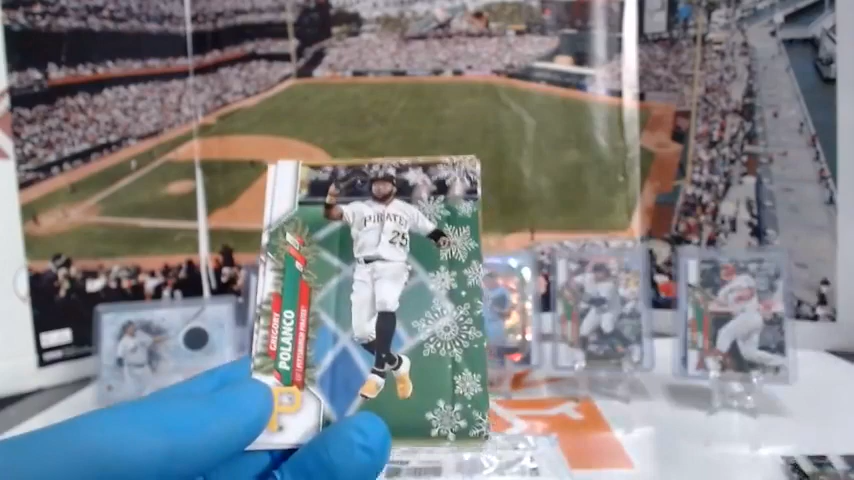 PIRATES
25
GREGORY
POLANCO
PITTSBURGH PIRATES
P